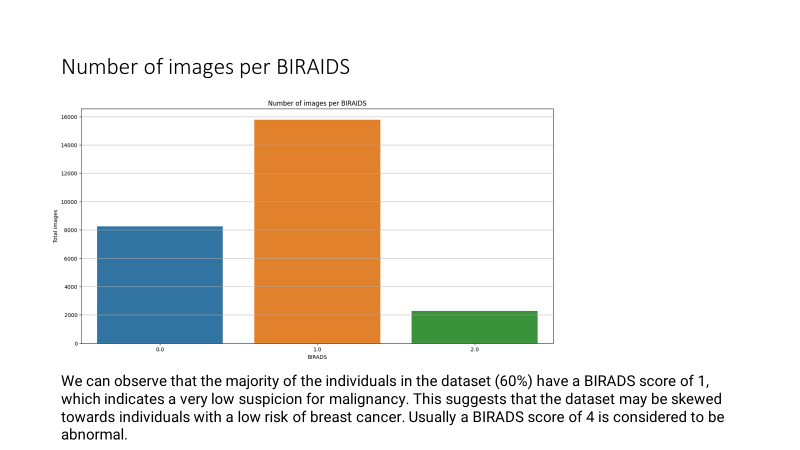 Number of images per BIRAIDS
Number of images per BIRAIDS
16000
14000
12000
10000
8000
6000
4000
2000
0
Total images
0.0 1.0 2.0
BIRADS
We can observe that the majority of the individuals in the dataset (60%) have a BIRADS score of 1,
which indicates a very low suspicion for malignancy. This suggests that the dataset may be skewed
towards individuals with a low risk of breast cancer. Usually a BIRADS score of 4 is considered to be
abnormal.